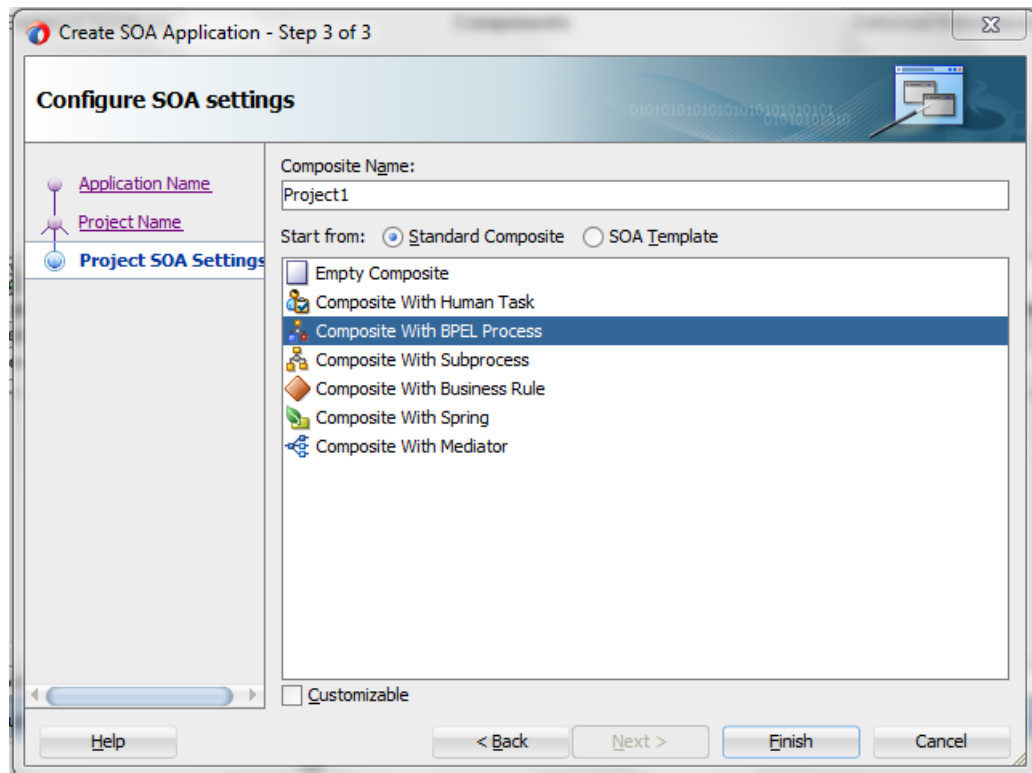 Create SOA Application - Step 3 of 3
Configure SOA settings
Application Name
Project Name
Project SOA Settings
Composite Name:
Project1
Start from: Standard Composite SOA Template
Empty Composite
Composite With Human Task
Composite With BPEL Process
Composite With Subprocess
Composite With Business Rule
Composite With Spring
Composite With Mediator
Customizable
Help < Back Next > Finish Cancel